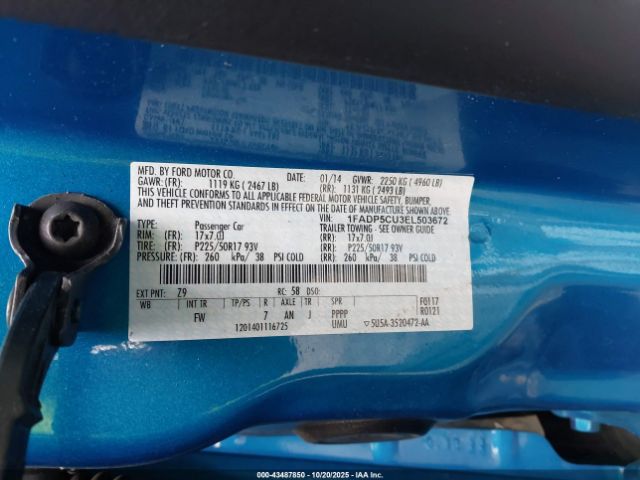 MFD. BY FORD MOTOR CO.
DATE: 01/14 GVWR: 2250 KG ( 4960 LB)
GAWR: (FR): 1119 KG ( 2467 LB) (RR): 1131 KG ( 2493 LB)
THIS VEHICLE CONFORMS TO ALL APPLICABLE FEDERAL MOTOR VEHICLE SAFETY, BUMPER,
AND THEFT PREVENTION STANDARDS IN EFFECT ON THE DATE OF MANUFACTURE SHOWN ABOVE.
VIN: 1FADP5CU3EL503672
TYPE: Passenger Car TRAILER TOWING - SEE OWNER GUIDE
RIM: (FR): 17x7.0J (RR): 17x7.0J
TIRE: (FR): P225/50R17 93V (RR): P225/50R17 93V
PRESSURE: (FR): 260 kPa/ 38 PSI COLD (RR): 260 kPa/ 38 PSI COLD
EXT PNT: Z9 RC: 58 DSO: F0117
WB INT TR TP/PS R AXLE TR SPR R0121
FW 7 AN J PPPP
1201401116725 UMU ▽5U5A-3520472-AA
000-43487850 | 10/20/2025 | IAA Holdings, LLC